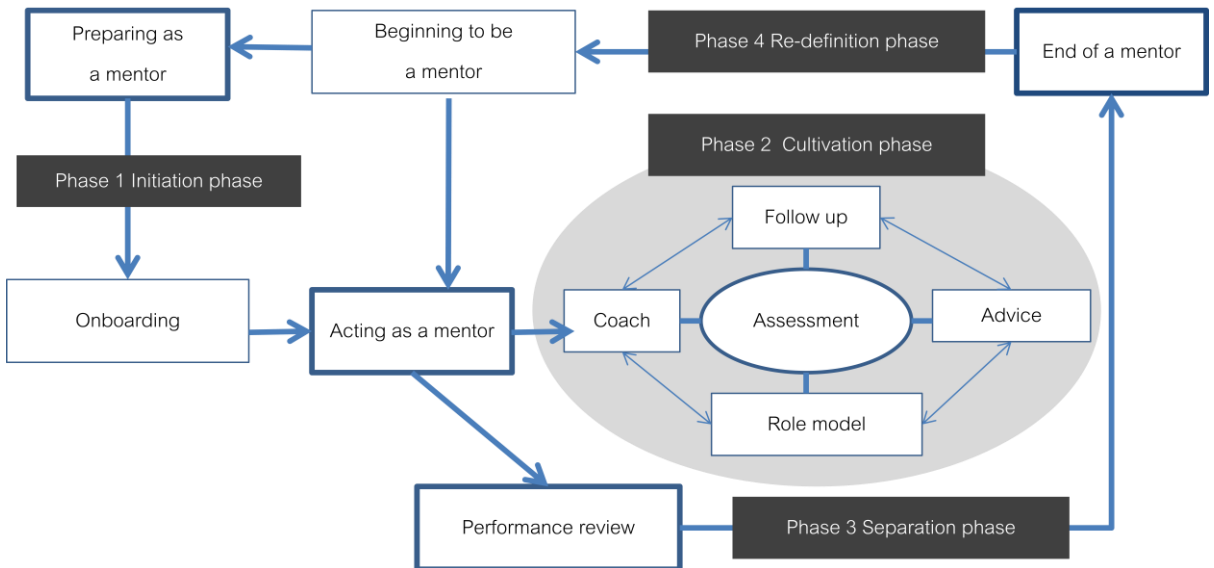 Preparing as
a mentor
Beginning to be
a mentor
Phase 4 Re-definition phase
End of a mentor
Phase 2  Cultivation phase
Phase 1 Initiation phase
Follow up
Onboarding
Acting as a mentor
Coach
Assessment
Advice
Role model
Performance review
Phase 3 Separation phase